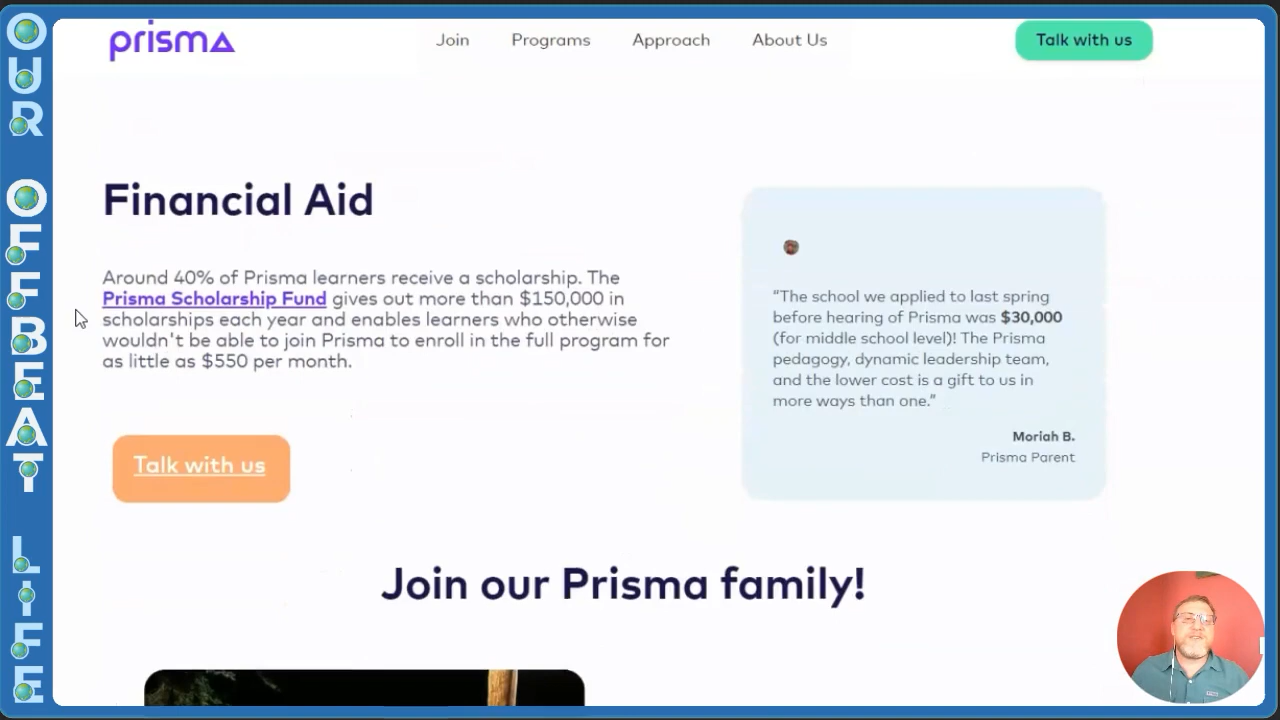 OUR OFFBEAT LIFE
prisma
Join
Programs
Approach
About Us
Talk with us
Financial Aid
Around 40% of Prisma learners receive a scholarship. The
Prisma Scholarship Fund gives out more than $150,000 in
scholarships each year and enables learners who otherwise
wouldn't be able to join Prisma to enroll in the full program for
as little as $550 per month.
Talk with us
“The school we applied to last spring
before hearing of Prisma was $30,000
(for middle school level)! The Prisma
pedagogy, dynamic leadership team,
and the lower cost is a gift to us in
more ways than one.”
Moriah B.
Prisma Parent
Join our Prisma family!